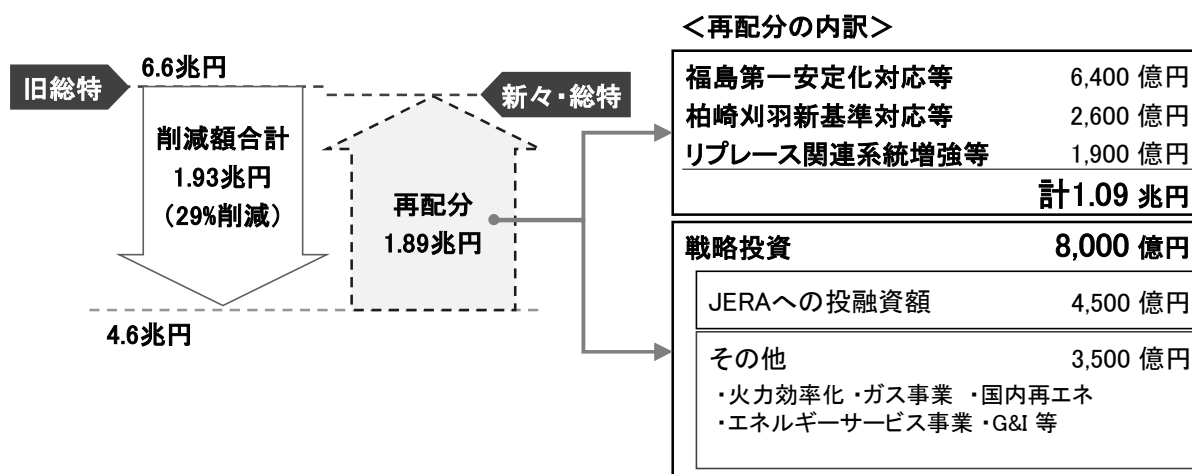 ＜再配分の内訳＞
6.6兆円
旧総特
新々・総特
削減額合計
1.93兆円
（29%削減）
再配分
1.89兆円
4.6兆円
福島第一安定化対応等 6,400 億円
柏崎刈羽新基準対応等 2,600 億円
リプレース関連系統増強等 1,900 億円
計1.09 兆円
戦略投資 8,000 億円
JERAへの投融資額 4,500 億円
その他 3,500 億円
・火力効率化 ・ガス事業 ・国内再エネ
・エネルギーサービス事業 ・G&I 等